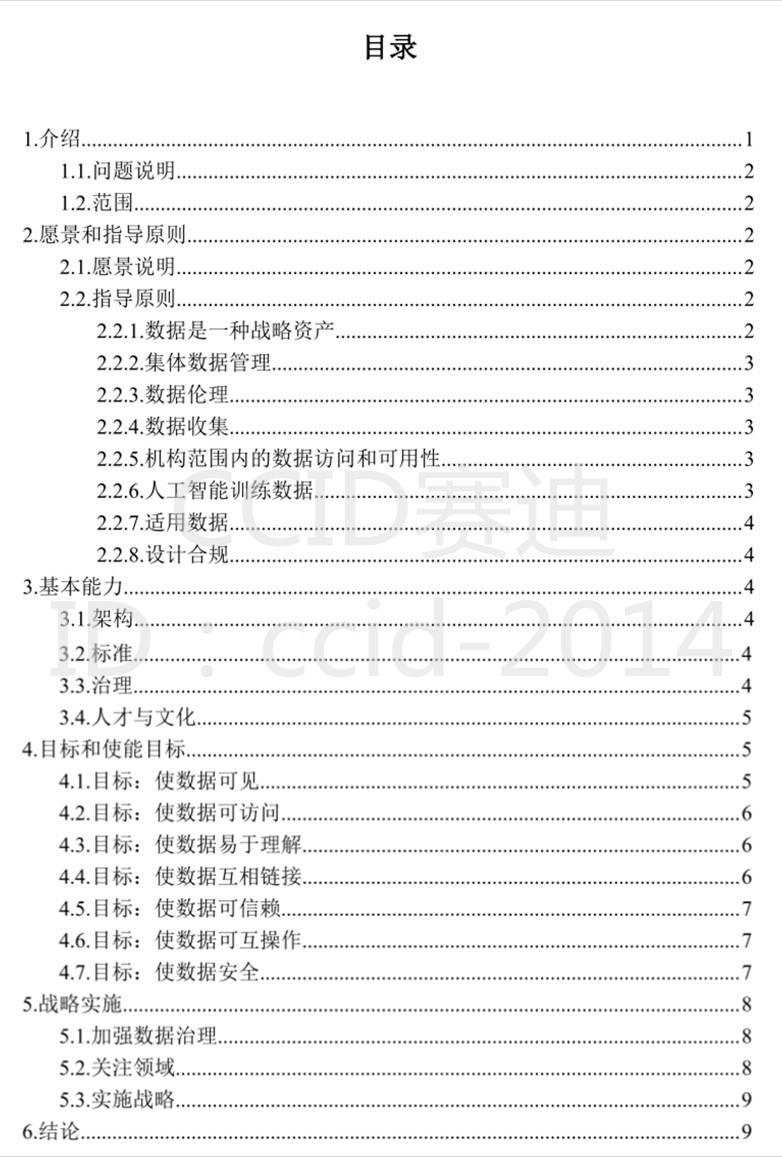 目录
1.介绍........................................1
1.1.问题说明........................................2
1.2.范围........................................2
2.愿景和指导原则........................................2
2.1.愿景说明........................................2
2.2.指导原则........................................2
2.2.1.数据是一种战略资产........................................2
2.2.2.集体数据管理........................................3
2.2.3.数据伦理........................................3
2.2.4.数据收集........................................3
2.2.5.机构范围内的数据访问和可用性........................................3
2.2.6.人工智能训练数据........................................3
CCID赛迪
2.2.7.适用数据........................................4
2.2.8.设计合规........................................4
3.基本能力........................................4
3.1.架构........................................4
ID：ccid-2014
3.2.标准........................................4
3.3.治理........................................4
3.4.人才与文化........................................5
4.目标和使能目标........................................5
4.1.目标：使数据可见........................................5
4.2.目标：使数据可访问........................................6
4.3.目标：使数据易于理解........................................6
4.4.目标：使数据互相链接........................................6
4.5.目标：使数据可信赖........................................7
4.6.目标：使数据可互操作........................................7
4.7.目标：使数据安全........................................7
5.战略实施........................................8
5.1.加强数据治理........................................8
5.2.关注领域........................................8
5.3.实施战略........................................9
6.结论........................................9